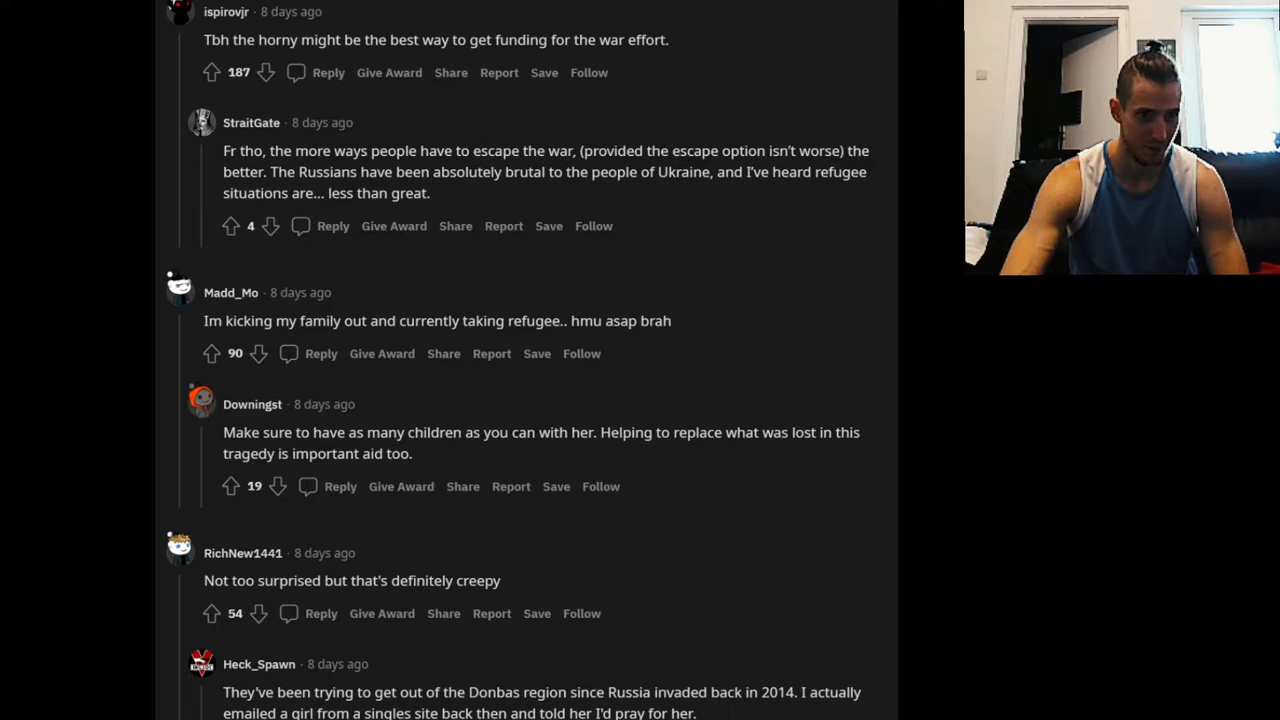 ispirovjr · 8 days ago
Tbh the horny might be the best way to get funding for the war effort.
187 Reply Give Award Share Report Save Follow
StraitGate · 8 days ago
Fr tho, the more ways people have to escape the war, (provided the escape option isn’t worse) the
better. The Russians have been absolutely brutal to the people of Ukraine, and I’ve heard refugee
situations are... less than great.
4 Reply Give Award Share Report Save Follow
Madd_Mo · 8 days ago
Im kicking my family out and currently taking refugee.. hmu asap brah
90 Reply Give Award Share Report Save Follow
Downingst · 8 days ago
Make sure to have as many children as you can with her. Helping to replace what was lost in this
tragedy is important aid too.
19 Reply Give Award Share Report Save Follow
RichNew1441 · 8 days ago
Not too surprised but that's definitely creepy
54 Reply Give Award Share Report Save Follow
Heck_Spawn · 8 days ago
They've been trying to get out of the Donbas region since Russia invaded back in 2014. I actually
emailed a girl from a singles site back then and told her I'd pray for her.